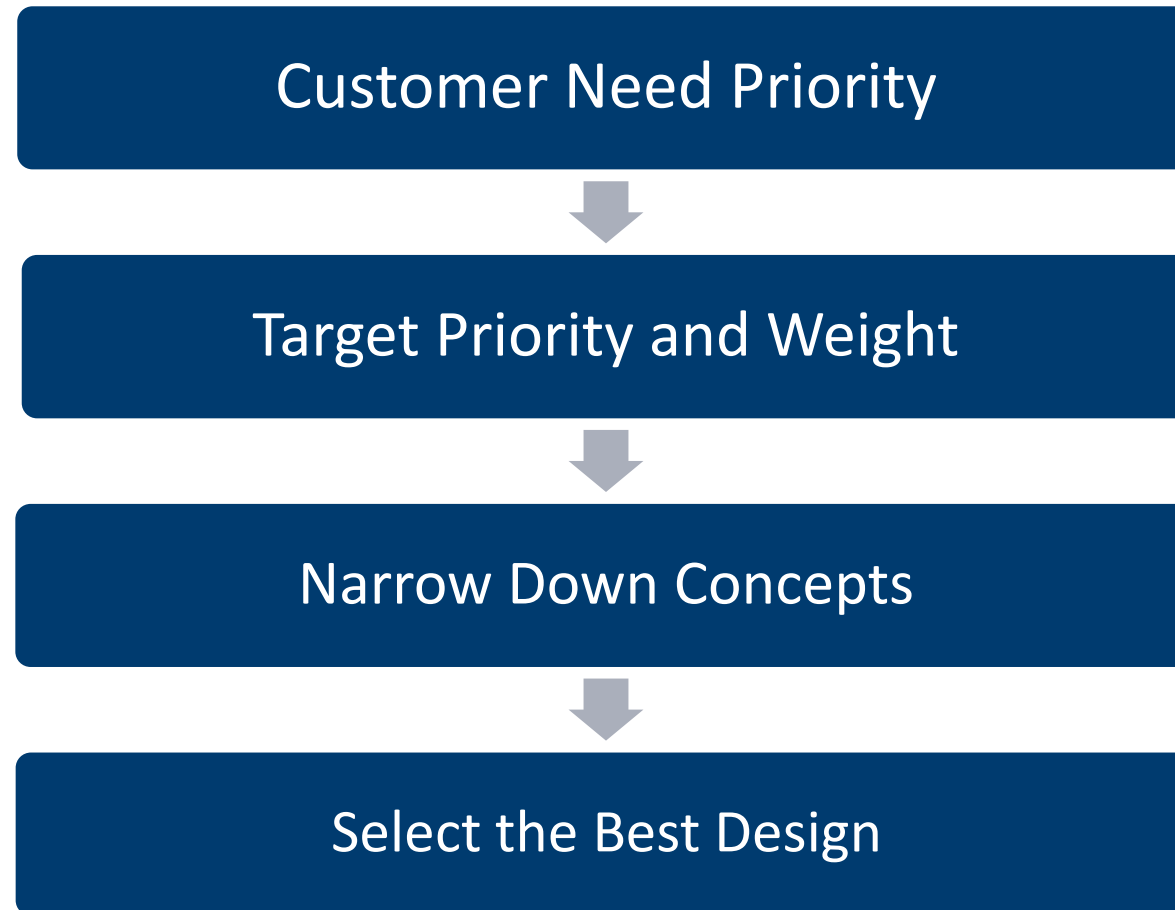 Customer Need Priority
Target Priority and Weight
Narrow Down Concepts
Select the Best Design